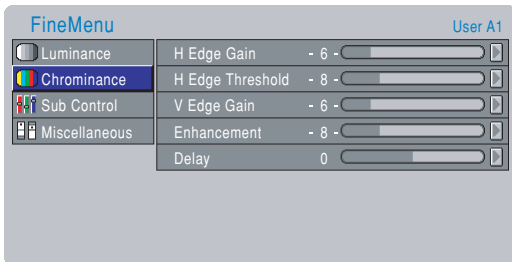 FineMenu User A1
Luminance
Chrominance
Sub Control
Miscellaneous
H Edge Gain - 6 -
H Edge Threshold - 8 -
V Edge Gain - 6 -
Enhancement - 8 -
Delay 0